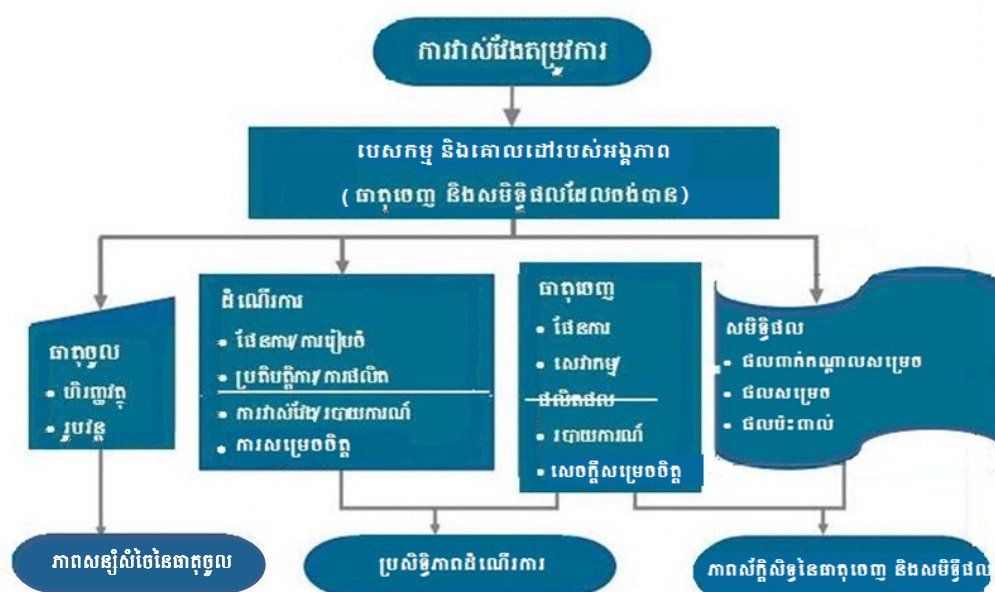 ការវាស់វែងតម្រូវការ
បេសកម្ម និងគោលដៅរបស់អង្គភាព
(ធាតុចេញ និងសមិទ្ធិផលដែលចង់បាន)
ធាតុចូល
• ហិរញ្ញវត្ថុ
• រូបវ័ន្ត
ដំណើរការ
• ផែនការ/ការរៀបចំ
• ប្រតិបត្តិការ/ការផលិត
• ការវាស់វែង/របាយការណ៍
• ការសម្រេចចិត្ត
ធាតុចេញ
• ផែនការ
• សេវាកម្ម/
ផលិតផល
• របាយការណ៍
• សេចក្តីសម្រេចចិត្ត
សមិទ្ធិផល
• ផលពាក់កណ្តាលសម្រេច
• ផលសម្រេច
• ផលប៉ះពាល់
ភាពសន្សំសំចៃនៃធាតុចូល
ប្រសិទ្ធិភាពដំណើរការ
ភាពស័ក្តិសិទ្ធនៃធាតុចេញ និងសមិទ្ធីផល